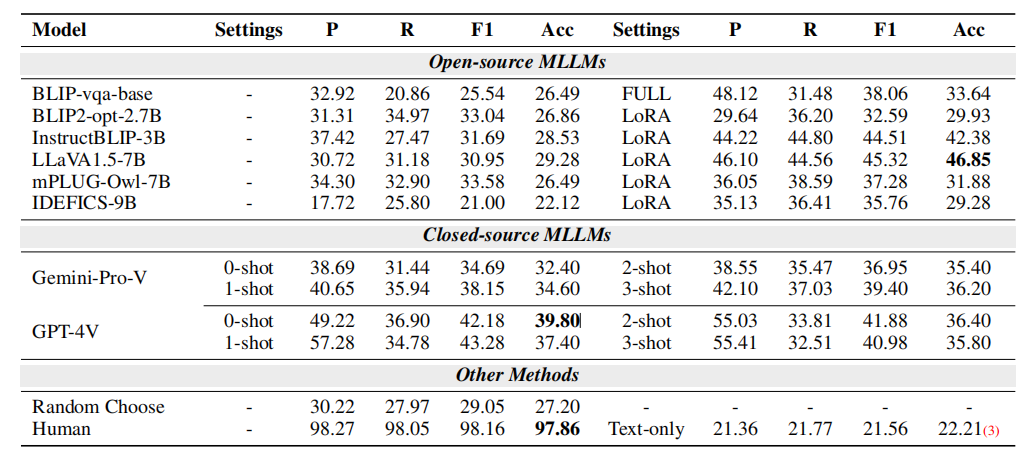 Model Settings P R F1 Acc Settings P R F1 Acc
Open-source MLLMs
BLIP-vqa-base - 32.92 20.86 25.54 26.49 FULL 48.12 31.48 38.06 33.64
BLIP2-opt-2.7B - 31.31 34.97 33.04 26.86 LoRA 29.64 36.20 32.59 29.93
InstructBLIP-3B - 37.42 27.47 31.69 28.53 LoRA 44.22 44.80 44.51 42.38
LLaVA1.5-7B - 30.72 31.18 30.95 29.28 LoRA 46.10 44.56 45.32 46.85
mPLUG-Owl-7B - 34.30 32.90 33.58 26.49 LoRA 36.05 38.59 37.28 31.88
IDEFICS-9B - 17.72 25.80 21.00 22.12 LoRA 35.13 36.41 35.76 29.28
Closed-source MLLMs
Gemini-Pro-V 0-shot 38.69 31.44 34.69 32.40 2-shot 38.55 35.47 36.95 35.40
1-shot 40.65 35.94 38.15 34.60 3-shot 42.10 37.03 39.40 36.20
GPT-4V 0-shot 49.22 36.90 42.18 39.80 2-shot 55.03 33.81 41.88 36.40
1-shot 57.28 34.78 43.28 37.40 3-shot 55.41 32.51 40.98 35.80
Other Methods
Random Choose - 30.22 27.97 29.05 27.20 - - - - -
Human - 98.27 98.05 98.16 97.86 Text-only 21.36 21.77 21.56 22.21(3)